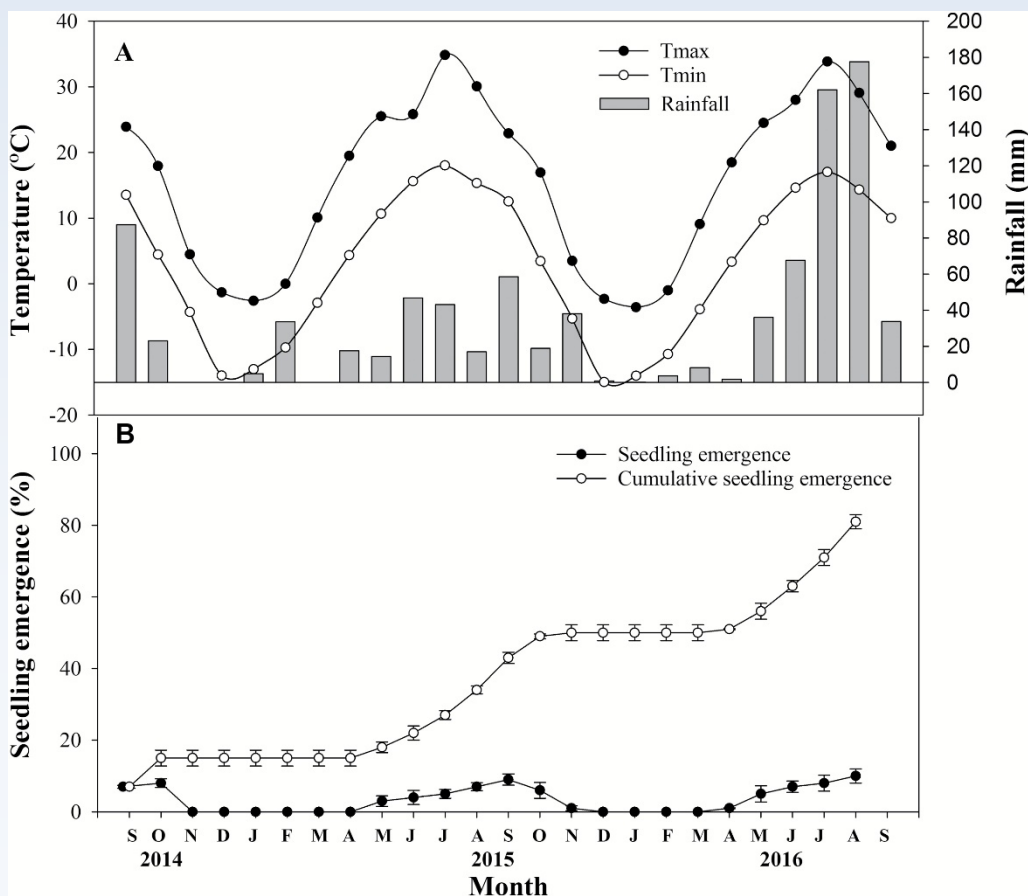 A
Tmax
Tmin
Rainfall
Temperature (ºC)
40
30
20
10
0
-10
-20
Rainfall (mm)
200
180
160
140
120
100
80
60
40
20
0
B
Seedling emergence
Cumulative seedling emergence
Seedling emergence (%)
100
80
60
40
20
0
S O N D J F M A M J J A S O N D J F M A M J J A S
2014 2015 2016
Month